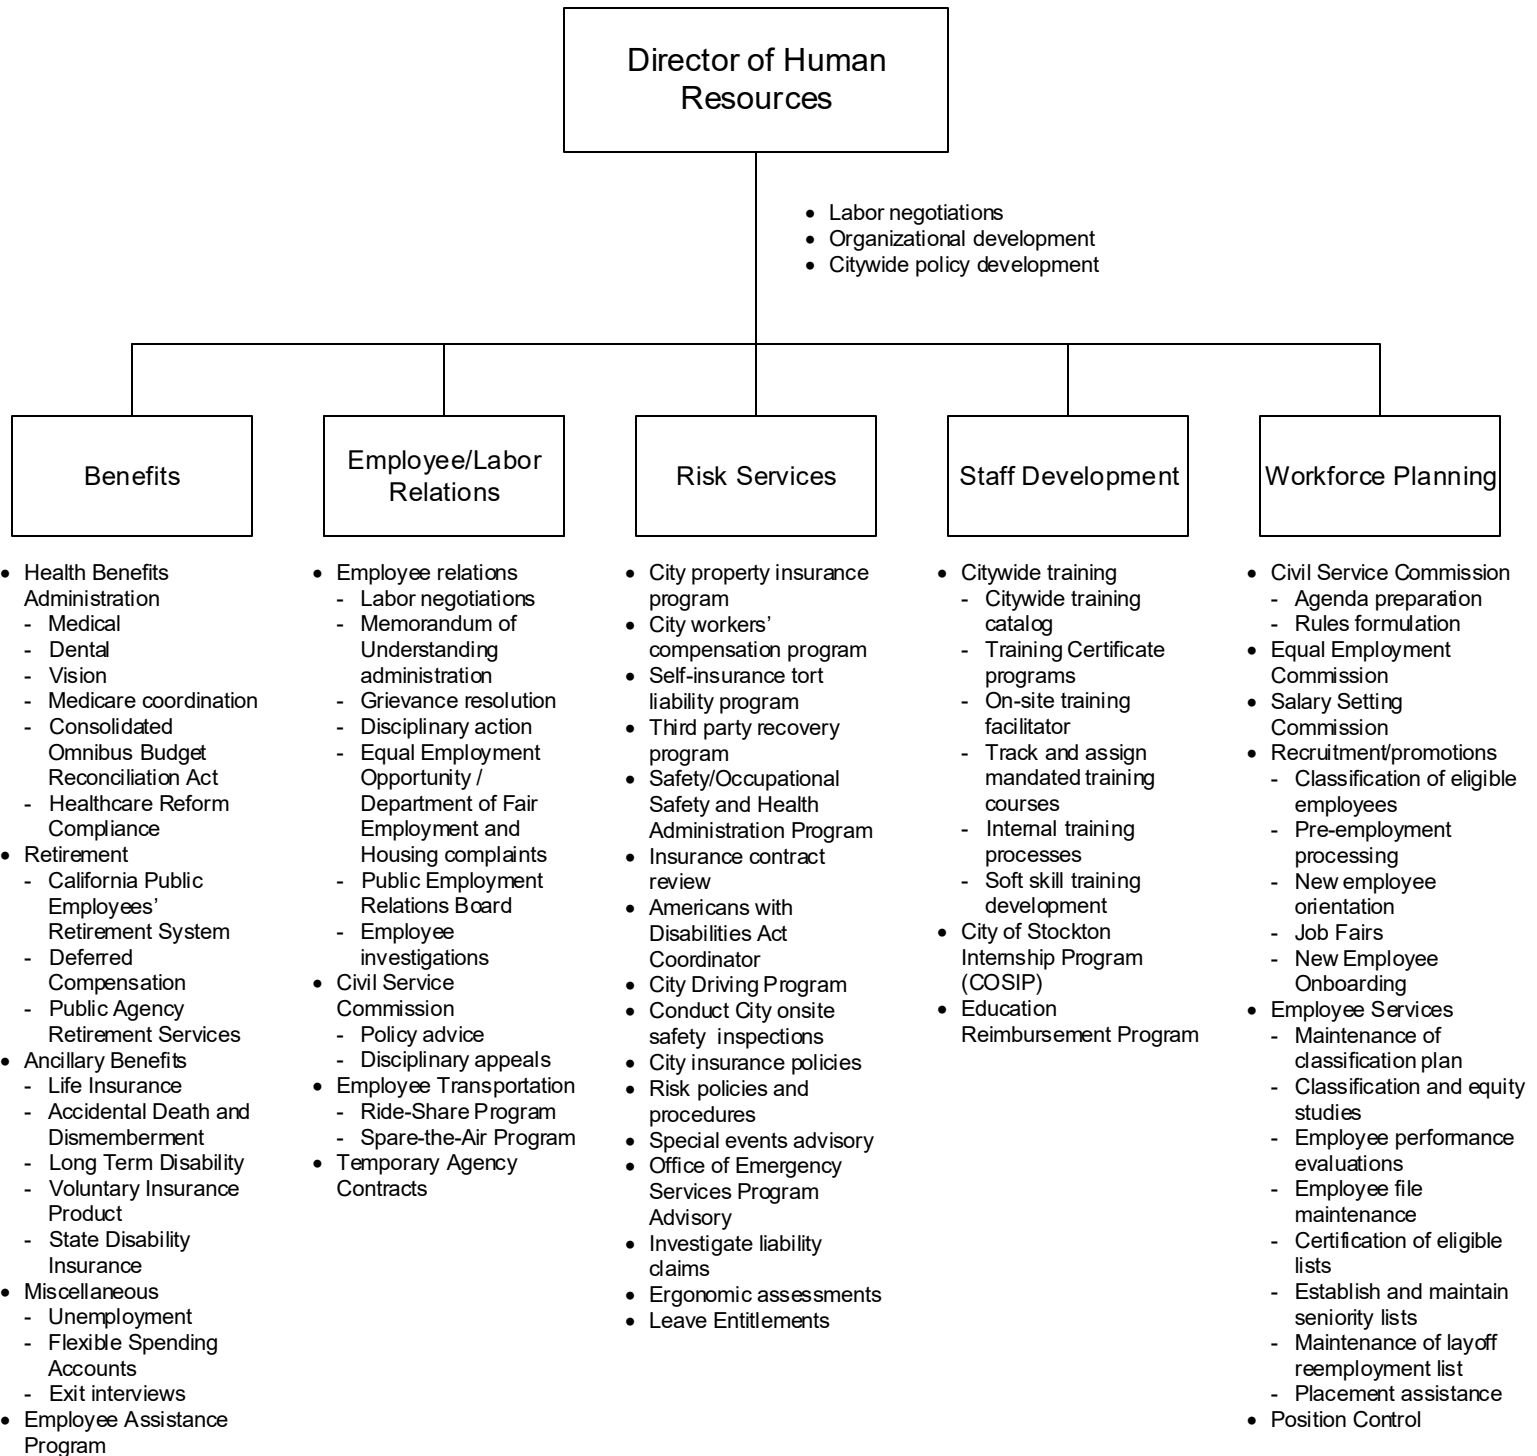 Director of Human
Resources
• Labor negotiations
• Organizational development
• Citywide policy development
Benefits
• Health Benefits
Administration
- Medical
- Dental
- Vision
- Medicare coordination
- Consolidated
Omnibus Budget
Reconciliation Act
- Healthcare Reform
Compliance
• Retirement
- California Public
Employees’
Retirement System
- Deferred
Compensation
- Public Agency
Retirement Services
• Ancillary Benefits
- Life Insurance
- Accidental Death and
Dismemberment
- Long Term Disability
- Voluntary Insurance
Product
- State Disability
Insurance
• Miscellaneous
- Unemployment
- Flexible Spending
Accounts
- Exit interviews
• Employee Assistance
Program
Employee/Labor
Relations
• Employee relations
- Labor negotiations
- Memorandum of
Understanding
administration
- Grievance resolution
- Disciplinary action
- Equal Employment
Opportunity /
Department of Fair
Employment and
Housing complaints
- Public Employment
Relations Board
- Employee
investigations
• Civil Service
Commission
- Policy advice
- Disciplinary appeals
• Employee Transportation
- Ride-Share Program
- Spare-the-Air Program
• Temporary Agency
Contracts
Risk Services
• City property insurance
program
• City workers’
compensation program
• Self-insurance tort
liability program
• Third party recovery
program
• Safety/Occupational
Safety and Health
Administration Program
• Insurance contract
review
• Americans with
Disabilities Act
Coordinator
• City Driving Program
• Conduct City onsite
safety inspections
• City insurance policies
• Risk policies and
procedures
• Special events advisory
• Office of Emergency
Services Program
Advisory
• Investigate liability
claims
• Ergonomic assessments
• Leave Entitlements
Staff Development
• Citywide training
- Citywide training
catalog
- Training Certificate
programs
- On-site training
facilitator
- Track and assign
mandated training
courses
- Internal training
processes
- Soft skill training
development
• City of Stockton
Internship Program
(COSIP)
• Education
Reimbursement Program
Workforce Planning
• Civil Service Commission
- Agenda preparation
- Rules formulation
• Equal Employment
Commission
• Salary Setting
Commission
• Recruitment/promotions
- Classification of eligible
employees
- Pre-employment
processing
- New employee
orientation
- Job Fairs
- New Employee
Onboarding
• Employee Services
- Maintenance of
classification plan
- Classification and equity
studies
- Employee performance
evaluations
- Employee file
maintenance
- Certification of eligible
lists
- Establish and maintain
seniority lists
- Maintenance of layoff
reemployment list
- Placement assistance
• Position Control